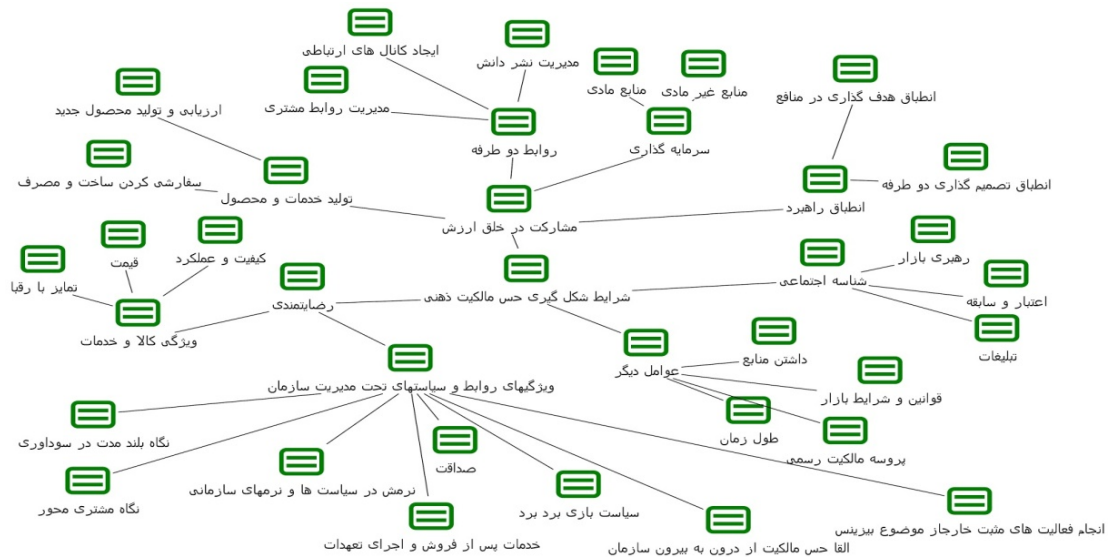 ایجاد کانال های ارتباطی
مدیریت نشر دانش
منابع مادی
منابع غیر مادی
انطباق هدف گذاری در منافع
ارزیابی و تولید محصول جدید
مدیریت روابط مشتری
روابط دو طرفه
سرمایه گذاری
سفارشی کردن ساخت و مصرف
تولید خدمات و محصول
انطباق تصمیم گذاری دو طرفه
انطباق راهبرد
مشارکت در خلق ارزش
کیفیت و عملکرد
قیمت
تمایز با رقبا
رهبری بازار
شناسه اجتماعی
اعتبار و سابقه
شرایط شکل گیری حس مالکیت ذهنی
رضایتمندی
ویژگی کالا و خدمات
تبلیغات
داشتن منابع
عوامل دیگر
ویژگیهای روابط و سیاستهای تحت مدیریت سازمان
قوانین و شرایط بازار
طول زمان
پروسه مالکیت رسمی
نگاه بلند مدت در سوداوری
صداقت
نرمش در سیاست ها و نرمهای سازمانی
نگاه مشتری محور
سیاست بازی برد برد
انجام فعالیت های مثبت خارجاز موضوع بیزینس
خدمات پس از فروش و اجرای تعهدات
القا حس مالکیت از درون به بیرون سازمان